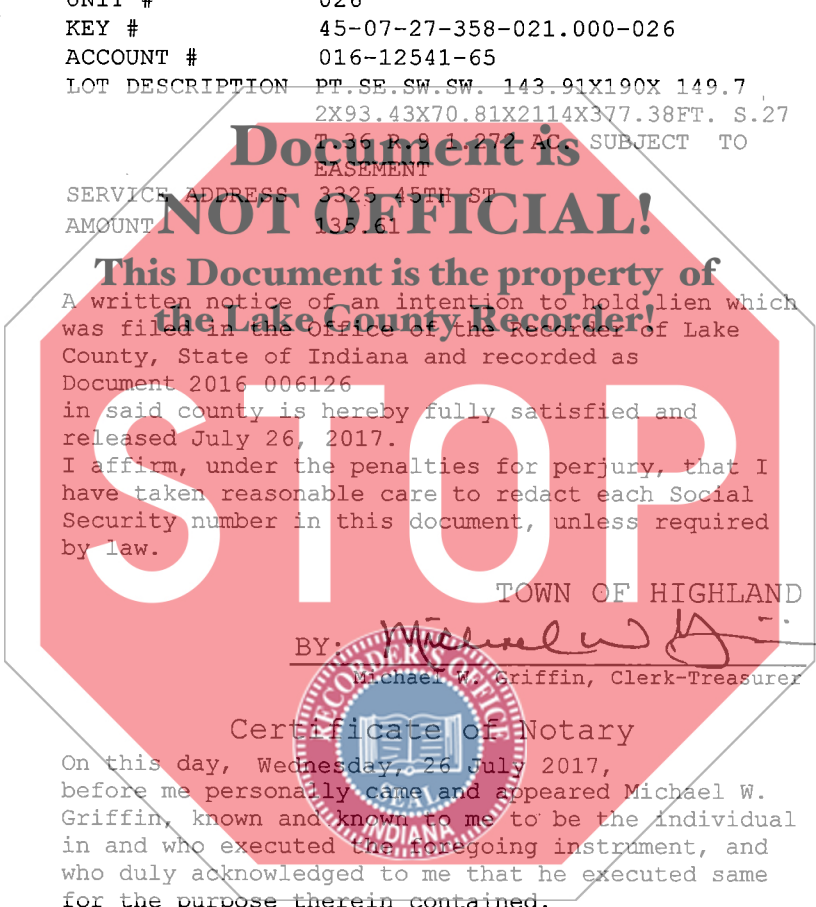 UNIT # 026
KEY # 45-07-27-358-021.000-026
ACCOUNT # 016-12541-65
LOT DESCRIPTION PT.SE.SW.SW. 143.91X190X 149.7
2X93.43X70.81X2114X377.38FT. S.27
T.36 R.9 1.272 AC. SUBJECT TO
EASEMENT
Document is
SERVICE ADDRESS 3325 45TH ST
NOT OFFICIAL!
AMOUNT 135.61
This Document is the property of
the Lake County Recorder!
A written notice of an intention to hold lien which
was filed in the Office of the Recorder of Lake
County, State of Indiana and recorded as
Document 2016 006126
in said county is hereby fully satisfied and
released July 26, 2017.
I affirm, under the penalties for perjury, that I
have taken reasonable care to redact each Social
Security number in this document, unless required
by law.
STOP
TOWN OF HIGHLAND
BY: Michael W. Griffin
Michael W. Griffin, Clerk-Treasurer
RECORDER'S OFFICE
SEAL
INDIANA
Certificate of Notary
On this day, Wednesday, 26 July 2017,
before me personally came and appeared Michael W.
Griffin, known and known to me to be the individual
in and who executed the foregoing instrument, and
who duly acknowledged to me that he executed same
for the purpose therein contained.